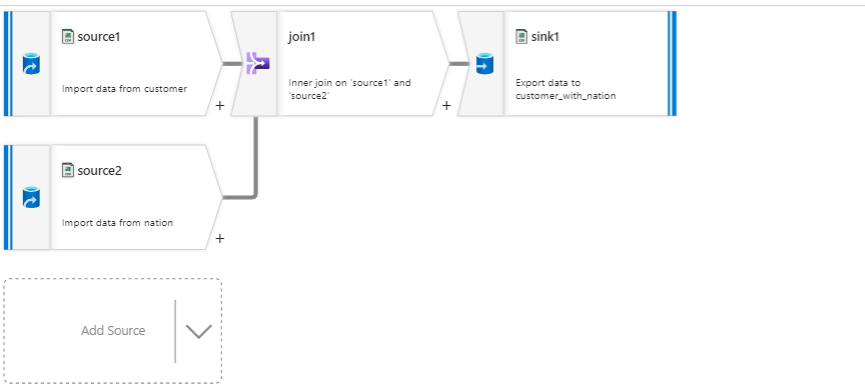 source1
Import data from customer
+
join1
Inner join on 'source1' and
'source2'
+
sink1
Export data to
customer_with_nation
source2
Import data from nation
+
Add Source